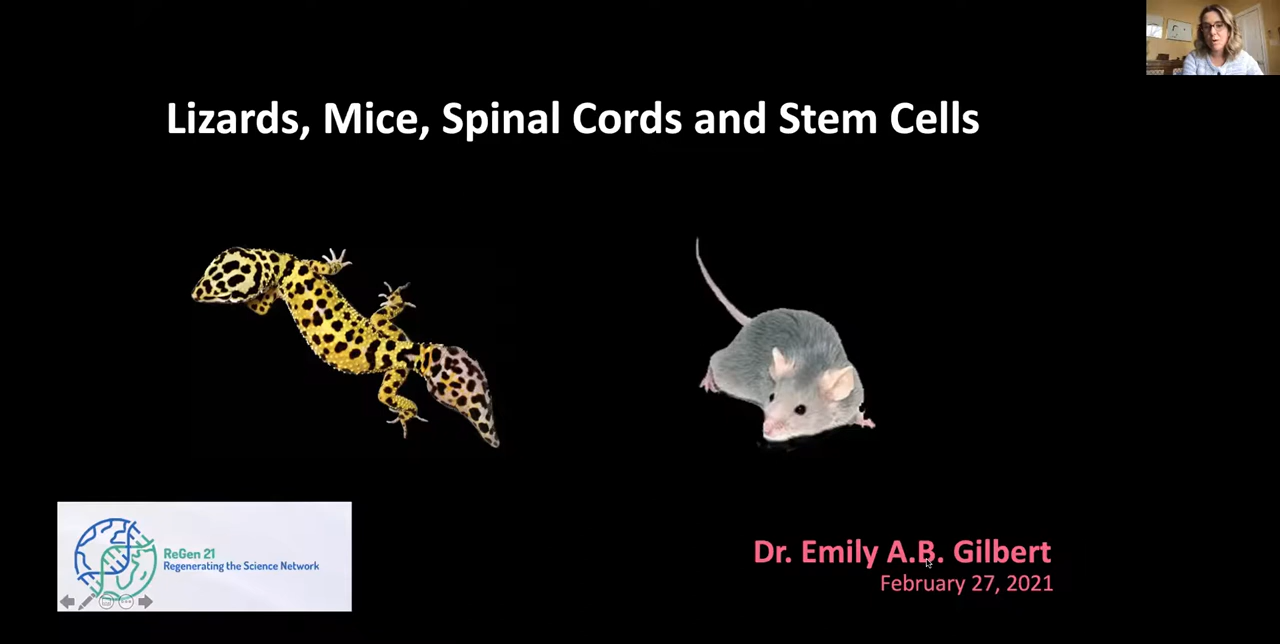 Lizards, Mice, Spinal Cords and Stem Cells
ReGen 21
Regenerating the Science Network
Dr. Emily A.B. Gilbert
February 27, 2021